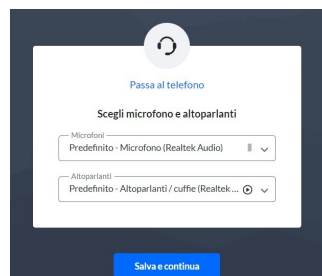 Passa al telefono
Scegli microfono e altoparlanti
Microfoni
Predefinito - Microfono (Realtek Audio)
Altoparlanti
Predefinito - Altoparlanti / cuffie (Realtek ...
Salva e continua